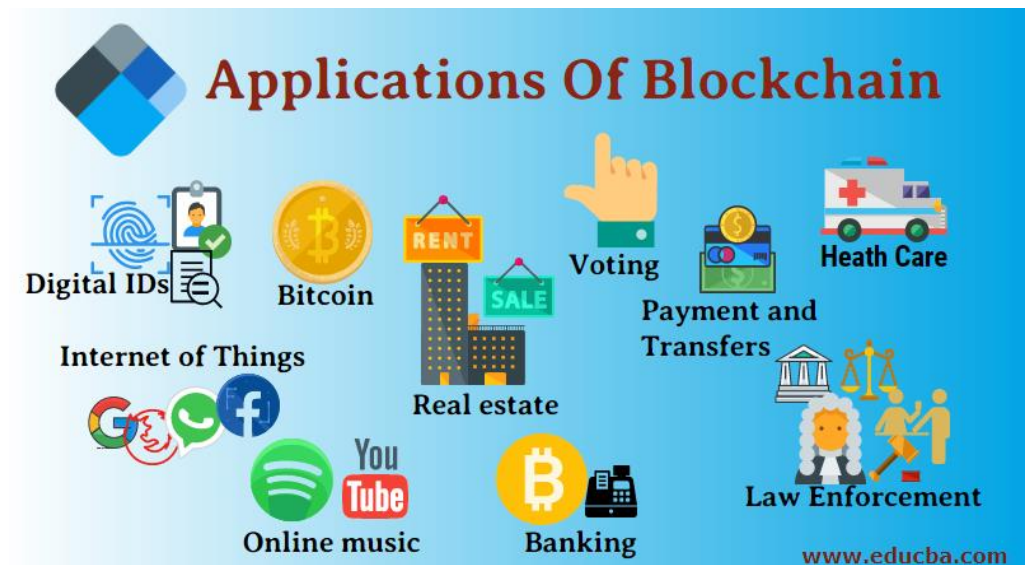 Applications Of Blockchain
Digital IDs
Bitcoin
RENT
SALE
Real estate
Voting
Payment and
Transfers
Heath Care
Internet of Things
G
f
Online music
You
Tube
Banking
Law Enforcement
www.educba.com